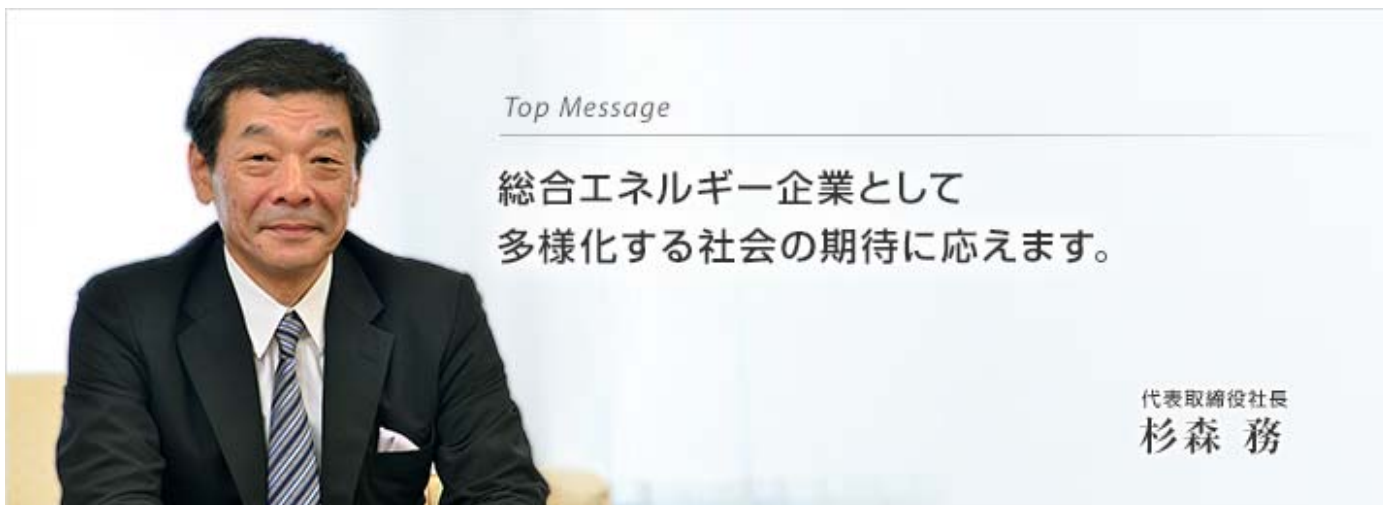 Top Message
総合エネルギー企業として
多様化する社会の期待に応えます。
代表取締役社長
杉森 務